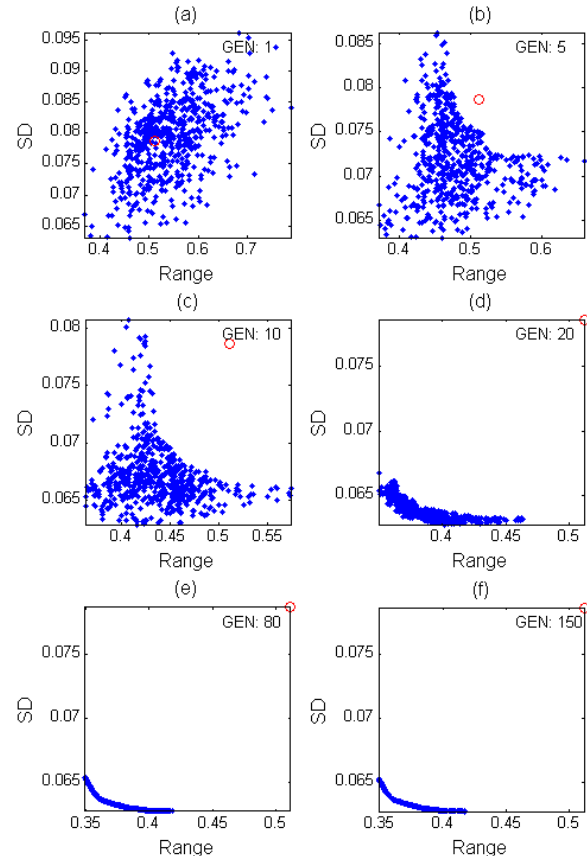 (a)
GEN: 1
0.095
0.09
0.085
0.08
0.075
0.07
0.065
SD
0.4 0.5 0.6 0.7
Range
(b)
GEN: 5
0.085
0.08
0.075
0.07
0.065
SD
0.4 0.5 0.6
Range
(c)
GEN: 10
0.08
0.075
0.07
0.065
SD
0.4 0.45 0.5 0.55
Range
(d)
GEN: 20
0.075
0.07
0.065
SD
0.4 0.45 0.5
Range
(e)
GEN: 80
0.075
0.07
0.065
SD
0.35 0.4 0.45 0.5
Range
(f)
GEN: 150
0.075
0.07
0.065
SD
0.35 0.4 0.45 0.5
Range